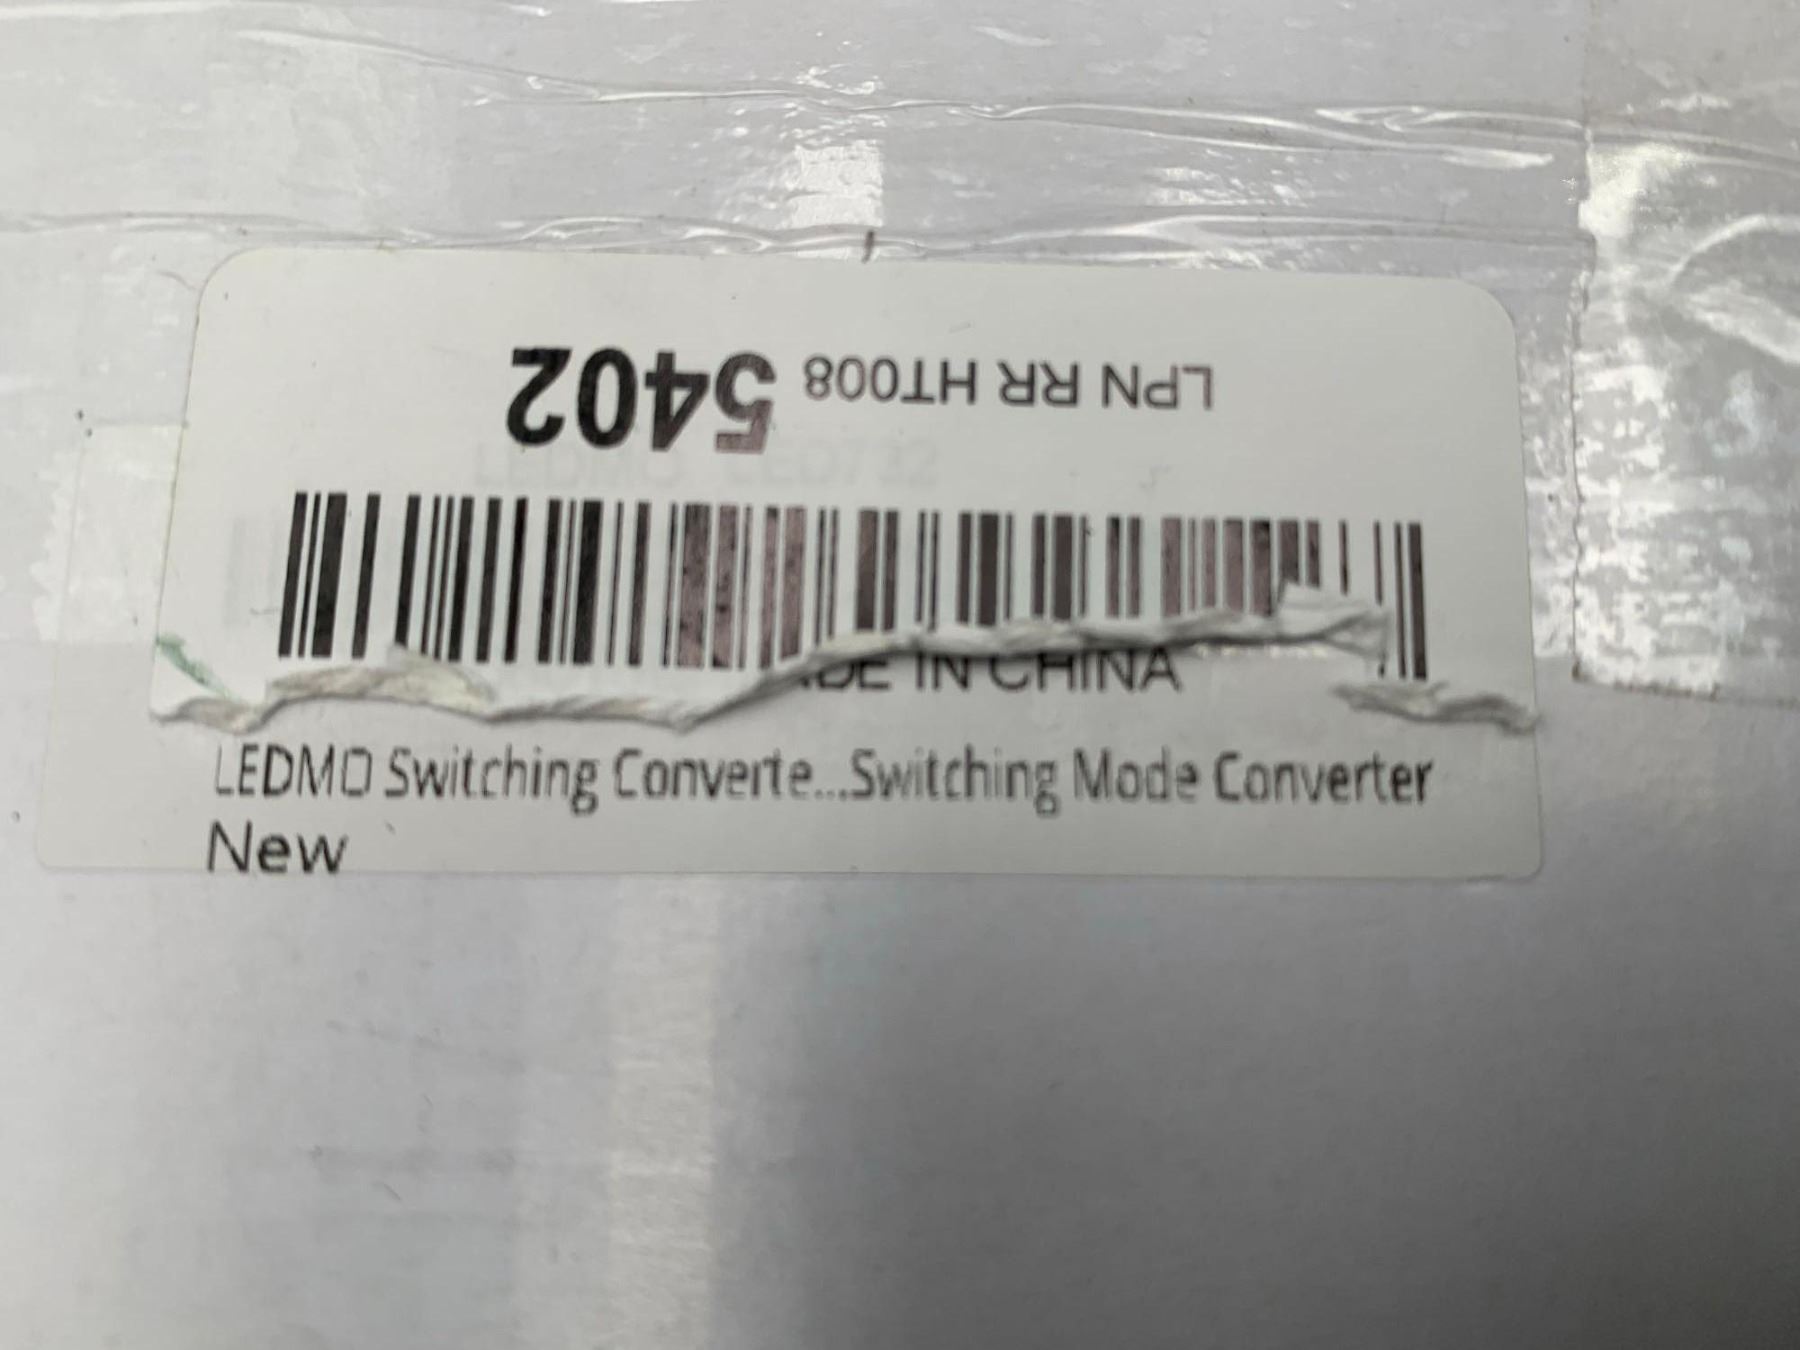 LPN RR HT008 5402
DE IN CHINA
LEDMO Switching Converte...Switching Mode Converter
New